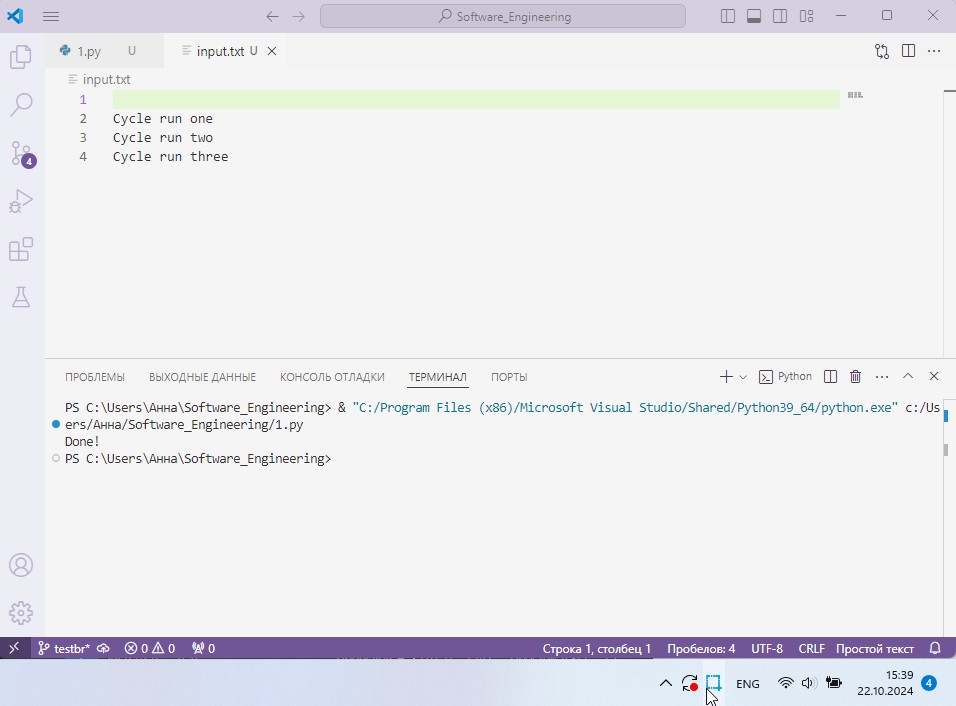 Software_Engineering
1.py U
input.txt U
input.txt
1
2 Cycle run one
3 Cycle run two
4 Cycle run three
4
ПРОБЛЕМЫ ВЫХОДНЫЕ ДАННЫЕ КОНСОЛЬ ОТЛАДКИ ТЕРМИНАЛ ПОРТЫ
Python
PS C:\Users\Анна\Software_Engineering> & "C:/Program Files (x86)/Microsoft Visual Studio/Shared/Python39_64/python.exe" c:/Us
ers/Анна/Software_Engineering/1.py
Done!
PS C:\Users\Анна\Software_Engineering>
testbr* 0 0 0 Строка 1, столбец 1 Пробелов: 4 UTF-8 CRLF Простой текст
ENG
15:39
22.10.2024
4